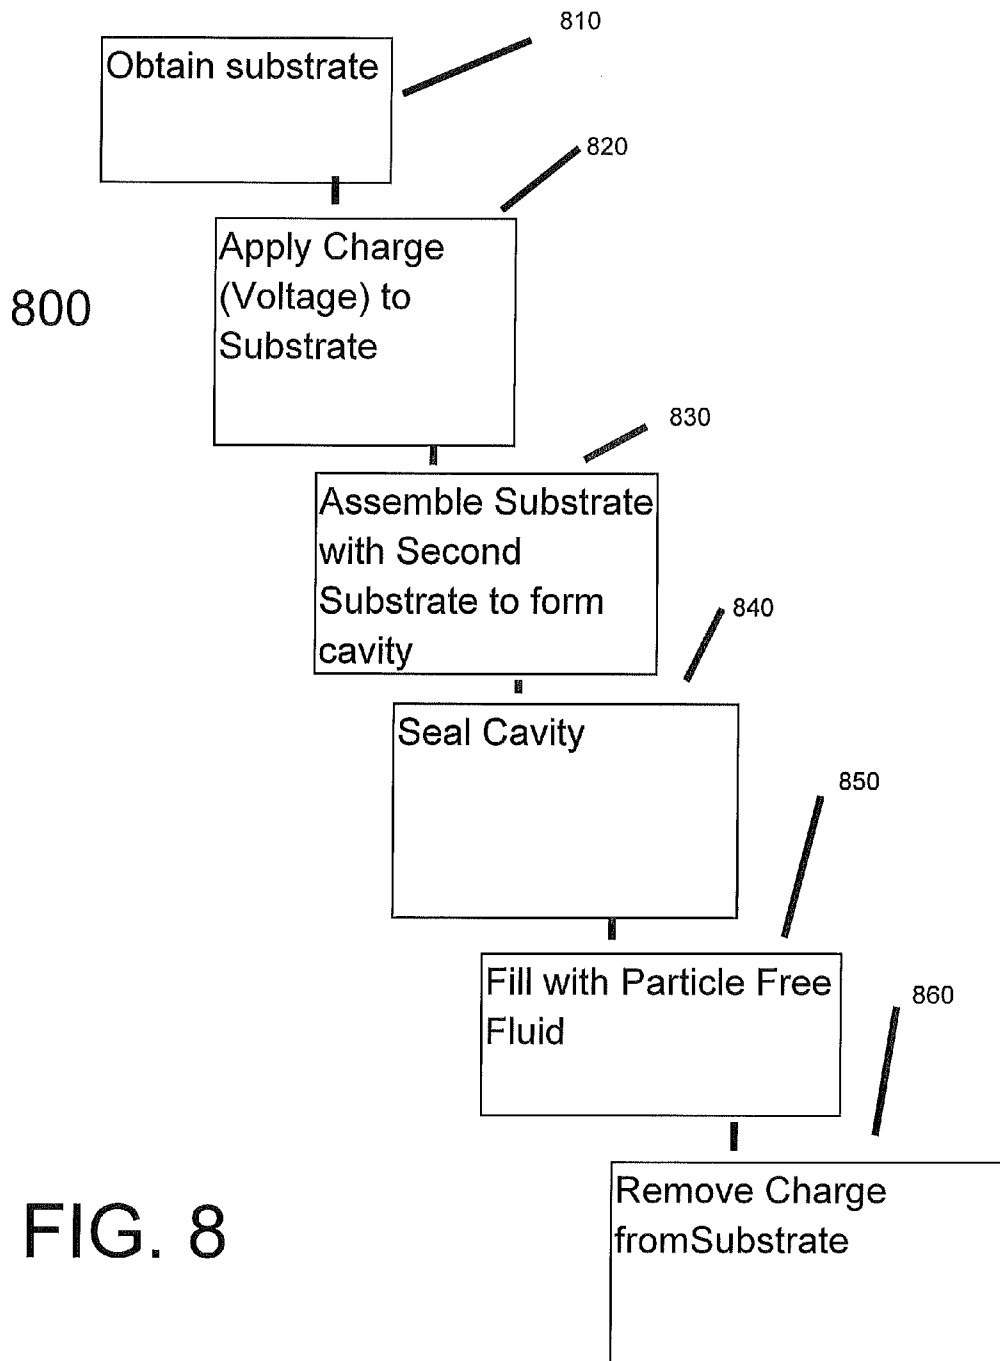 810
Obtain substrate
820
Apply Charge
(Voltage) to
Substrate
800
830
Assemble Substrate
with Second
Substrate to form
cavity
840
Seal Cavity
850
Fill with Particle Free
Fluid
860
Remove Charge
fromSubstrate
FIG. 8